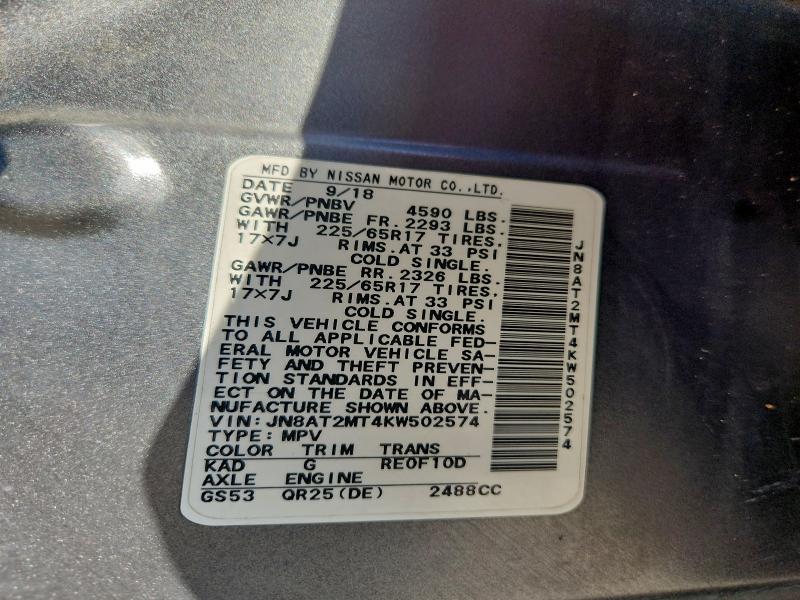 MFD BY NISSAN MOTOR CO.,LTD.
DATE 9/18
GVWR/PNBV 4590 LBS.
GAWR/PNBE FR. 2293 LBS.
WITH 225/65R17 TIRES.
17×7J RIMS.AT 33 PSI
COLD SINGLE.
GAWR/PNBE RR. 2326 LBS.
WITH 225/65R17 TIRES.
17×7J RIMS.AT 33 PSI
COLD SINGLE.
THIS VEHICLE CONFORMS
TO ALL APPLICABLE FED-
ERAL MOTOR VEHICLE SA-
FETY AND THEFT PREVEN-
TION STANDARDS IN EFF-
ECT ON THE DATE OF MA-
NUFACTURE SHOWN ABOVE.
VIN: JN8AT2MT4KW502574
TYPE: MPV
COLOR TRIM TRANS
KAD G RE0F10D
AXLE ENGINE
GS53 QR25(DE) 2488CC
JN8AT2MT4KW502574